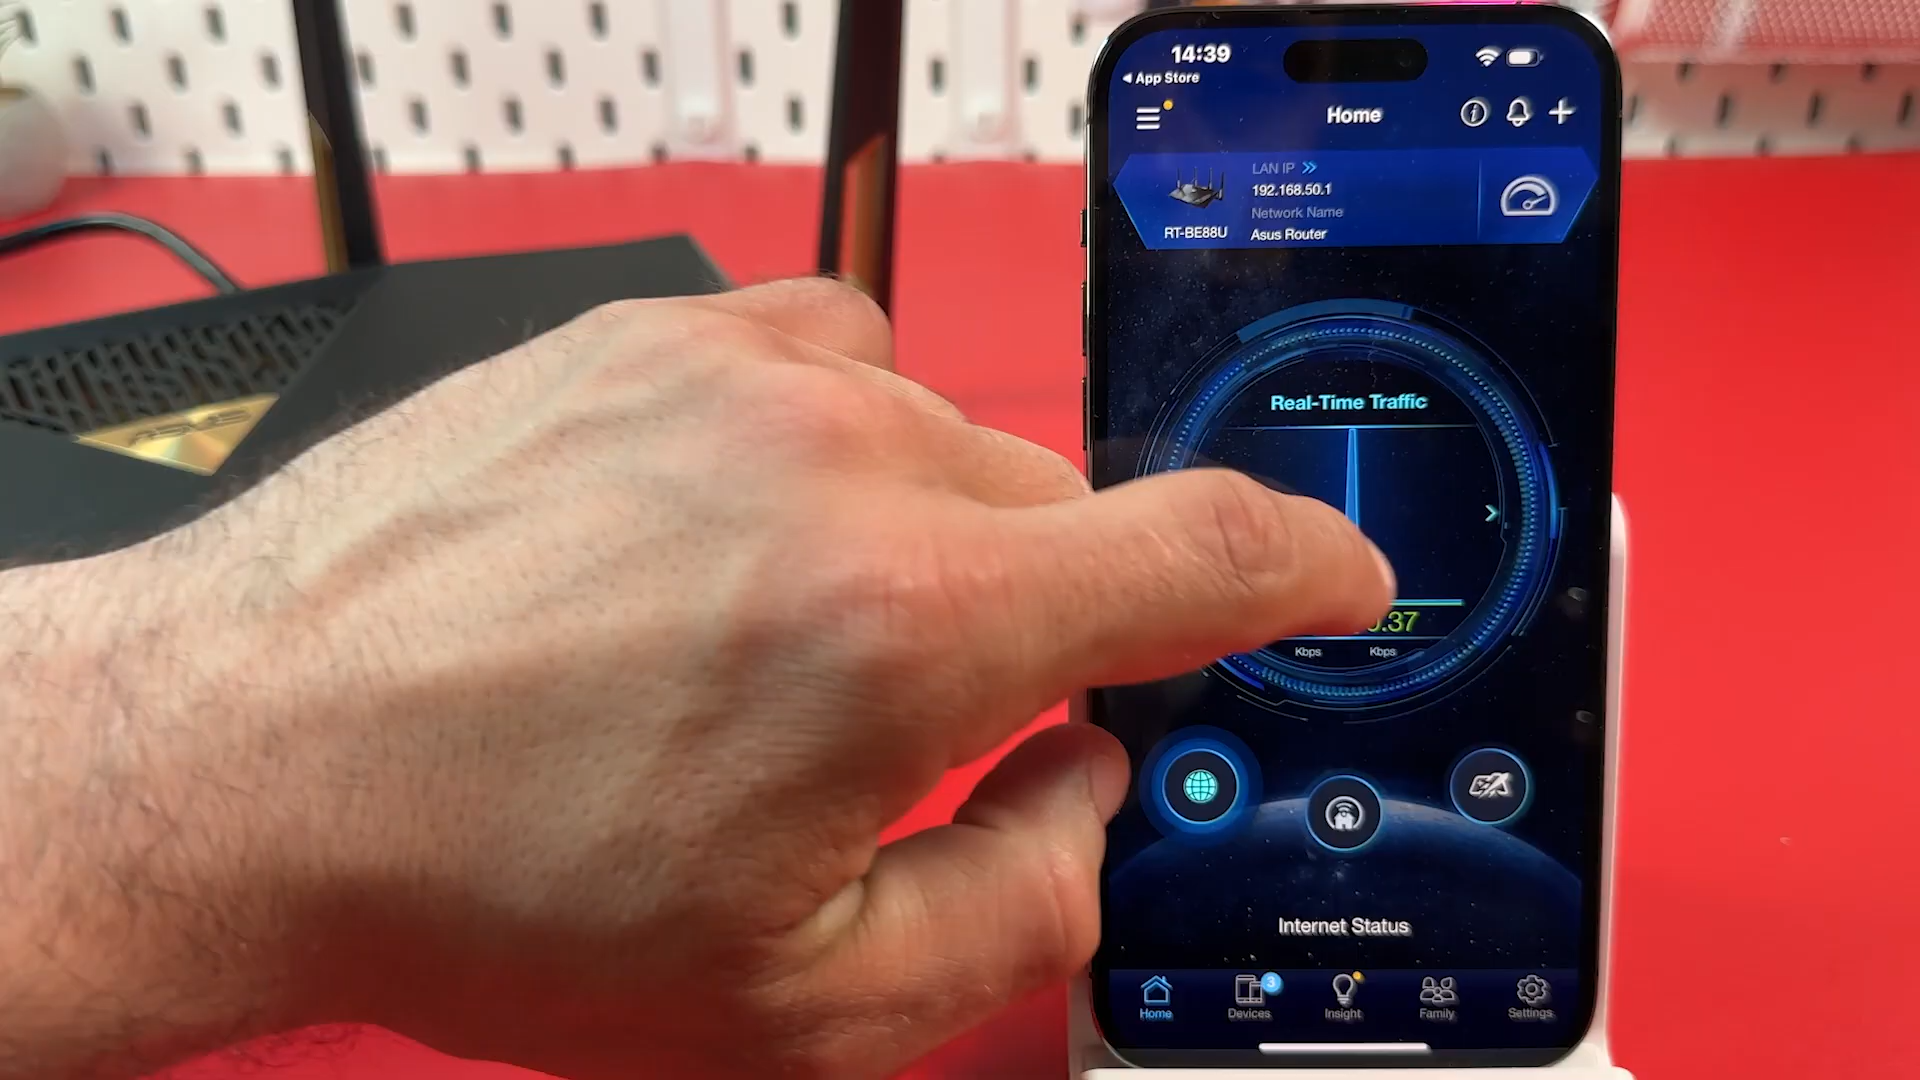 14:39
App Store
Home
LAN IP
192.168.50.1
Network Name
RT-BE88U
Asus Router
Real-Time Traffic
.37
Kbps
Kbps
Internet Status
3
Home
Devices
Insight
Family
Settings
ASUS